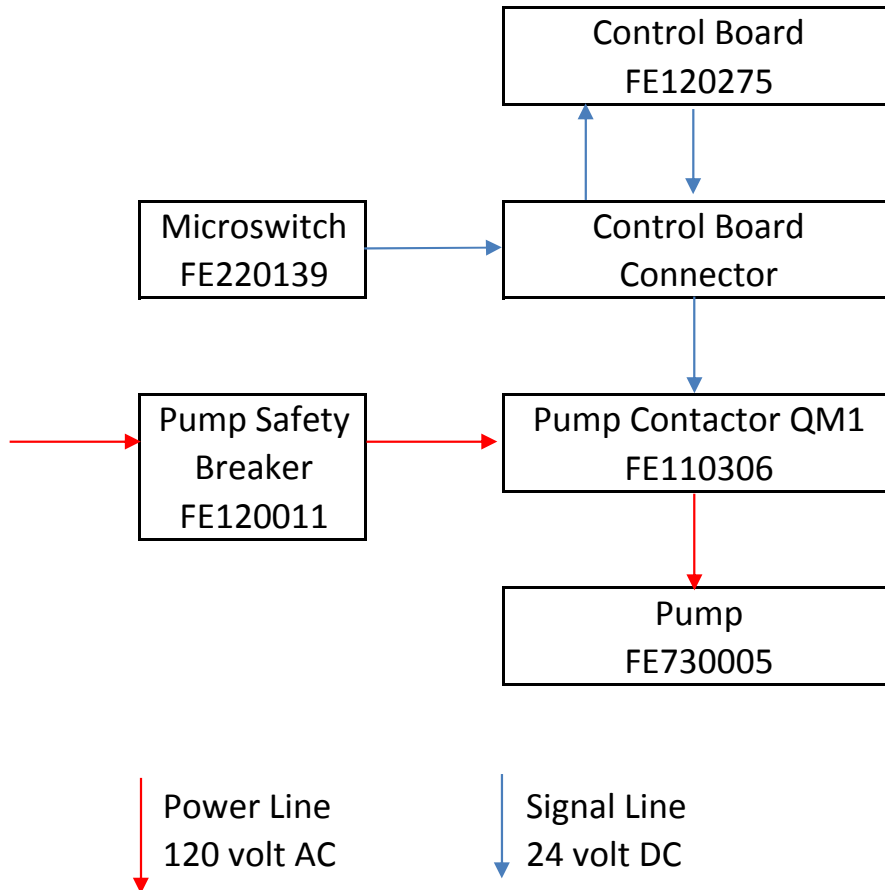 Control Board
FE120275
Microswitch
FE220139
Control Board
Connector
Pump Safety
Breaker
FE120011
Pump Contactor QM1
FE110306
Pump
FE730005
Power Line
120 volt AC
Signal Line
24 volt DC